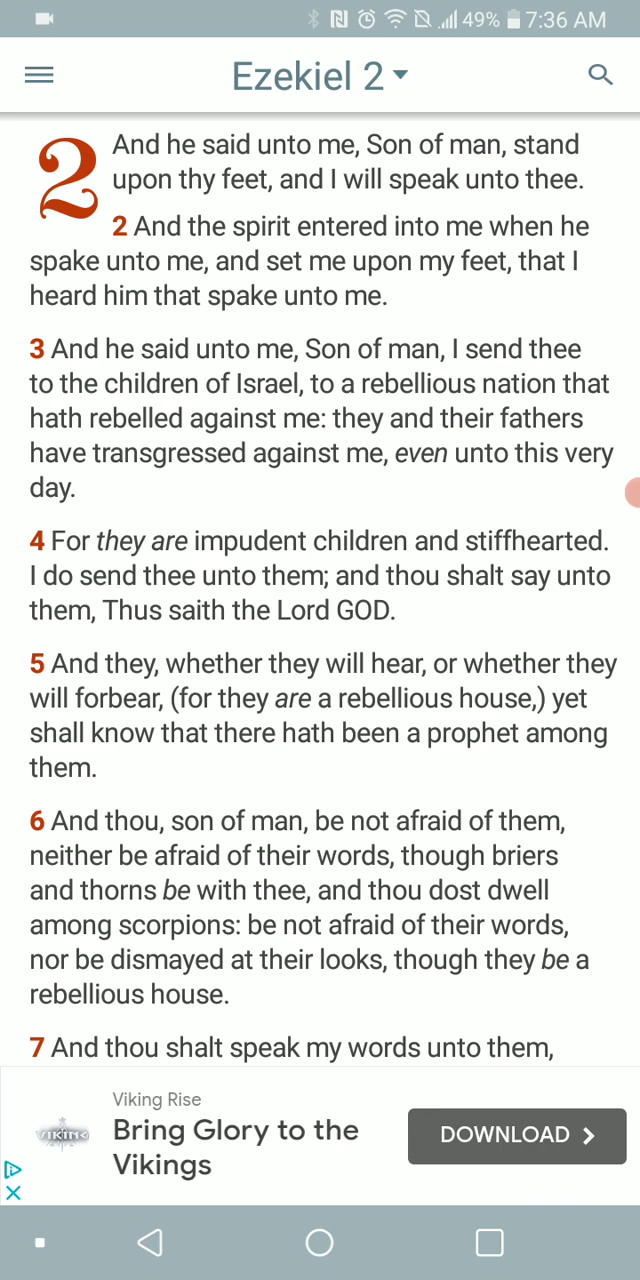 49% 7:36 AM
Ezekiel 2
2 And he said unto me, Son of man, stand
upon thy feet, and I will speak unto thee.
2 And the spirit entered into me when he
spake unto me, and set me upon my feet, that I
heard him that spake unto me.
3 And he said unto me, Son of man, I send thee
to the children of Israel, to a rebellious nation that
hath rebelled against me: they and their fathers
have transgressed against me, even unto this very
day.
4 For they are impudent children and stiffhearted.
I do send thee unto them; and thou shalt say unto
them, Thus saith the Lord GOD.
5 And they, whether they will hear, or whether they
will forbear, (for they are a rebellious house,) yet
shall know that there hath been a prophet among
them.
6 And thou, son of man, be not afraid of them,
neither be afraid of their words, though briers
and thorns be with thee, and thou dost dwell
among scorpions: be not afraid of their words,
nor be dismayed at their looks, though they be a
rebellious house.
7 And thou shalt speak my words unto them,
Viking Rise
VIKING
Bring Glory to the
Vikings
DOWNLOAD